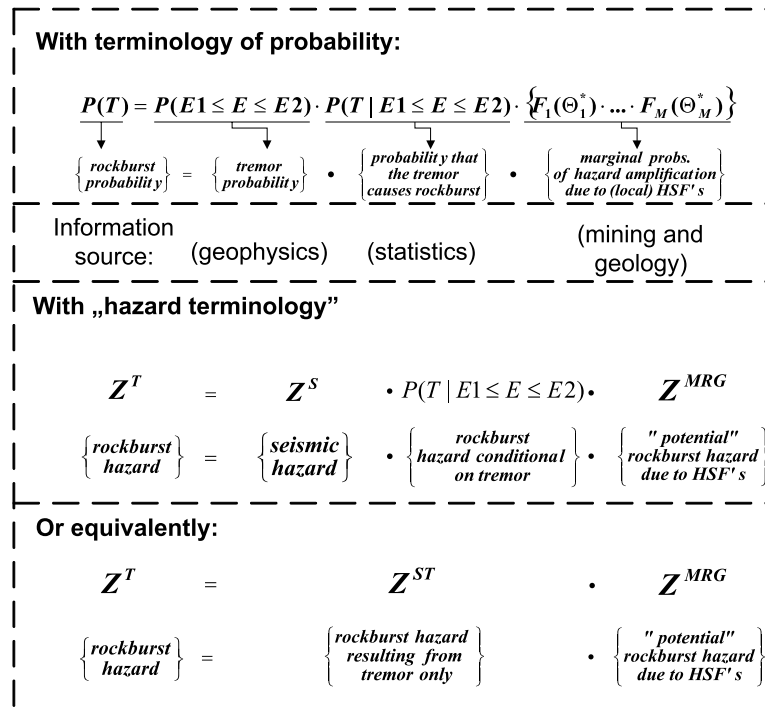 With terminology of probability:
P(T) = P(E1 ≤ E ≤ E2) · P(T | E1 ≤ E ≤ E2) · {F₁(Θ₁*) · ... · F_M(Θ_M*)}
{rockburst probability} = {tremor probability} • {probability that the tremor causes rockburst} • {marginal probs. of hazard amplification due to (local) HSF's}
Information source: (geophysics) (statistics) (mining and geology)
With „hazard terminology”
Z^T = Z^S · P(T | E1 ≤ E ≤ E2) · Z^MRG
{rockburst hazard} = {seismic hazard} • {rockburst hazard conditional on tremor} • {"potential" rockburst hazard due to HSF's}
Or equivalently:
Z^T = Z^ST • Z^MRG
{rockburst hazard} = {rockburst hazard resulting from tremor only} • {"potential" rockburst hazard due to HSF's}